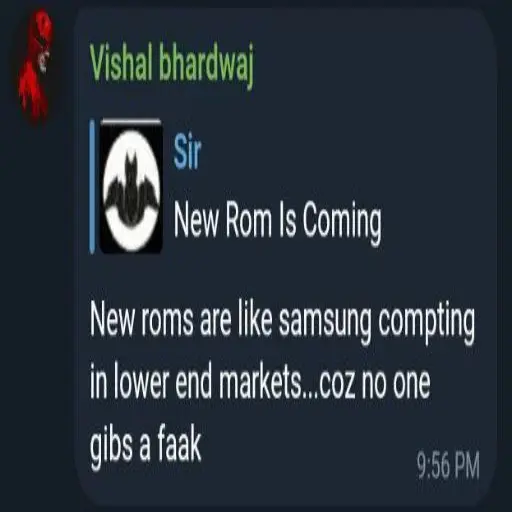 Vishal bhardwaj
Sir
New Rom Is Coming
New roms are like samsung compting
in lower end markets...coz no one
gibs a faak
9:56 PM